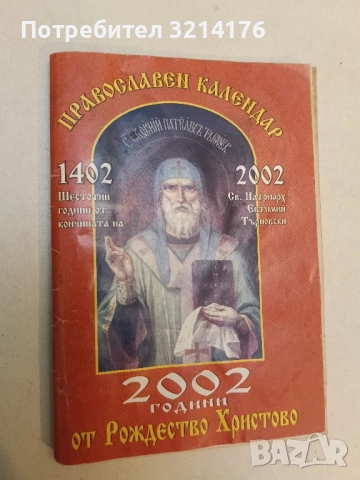 Потребител 3214176
ПРАВОСЛАВЕН КАЛЕНДАР
1402
Шестотин
години от
кончината на
2002
Св. Патриарх
Евтимий
Търновски
2002
ГОДИНИ
от Рождество Христово
BAZAR